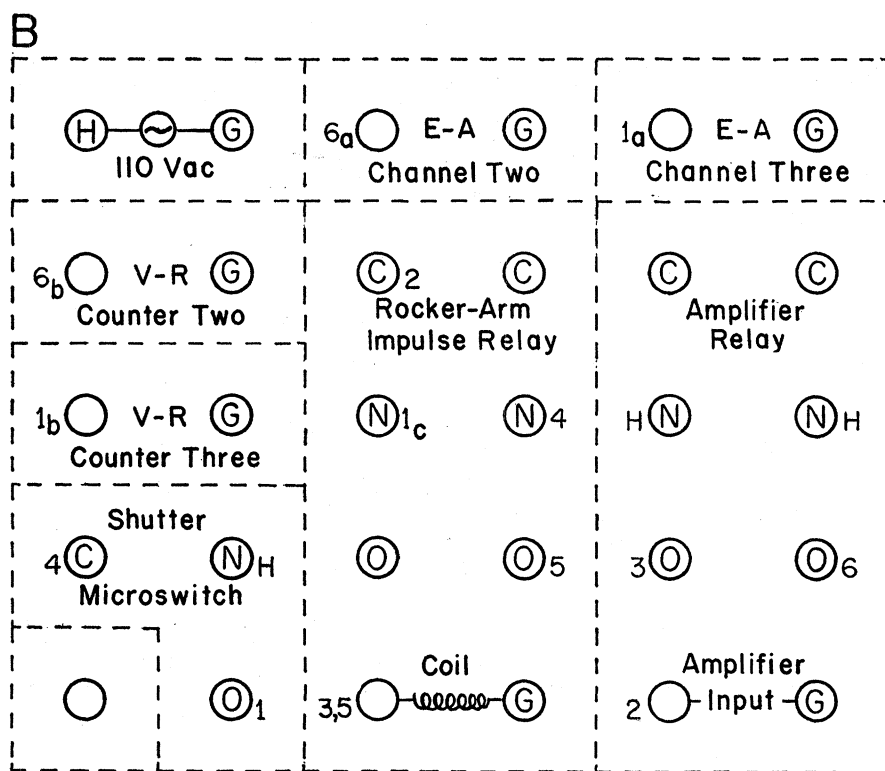 B
H ~ G
110 Vac
6a E-A G
Channel Two
1a E-A G
Channel Three
6b V-R G
Counter Two
C 2 C
Rocker-Arm
Impulse Relay
C C
Amplifier
Relay
1b V-R G
Counter Three
N 1c N 4
H N N H
Shutter
4 C N H
Microswitch
O O 5
3 O O 6
O 1
Coil
3,5 G
Amplifier
2 Input G